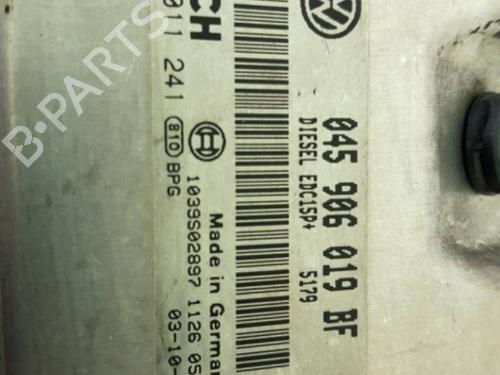 CH
011 241
810 BPG
1039S02897 1126 05
Made in German
03-10-
045 906 019 BF
DIESEL EDC15P+ 5179
B-PARTS